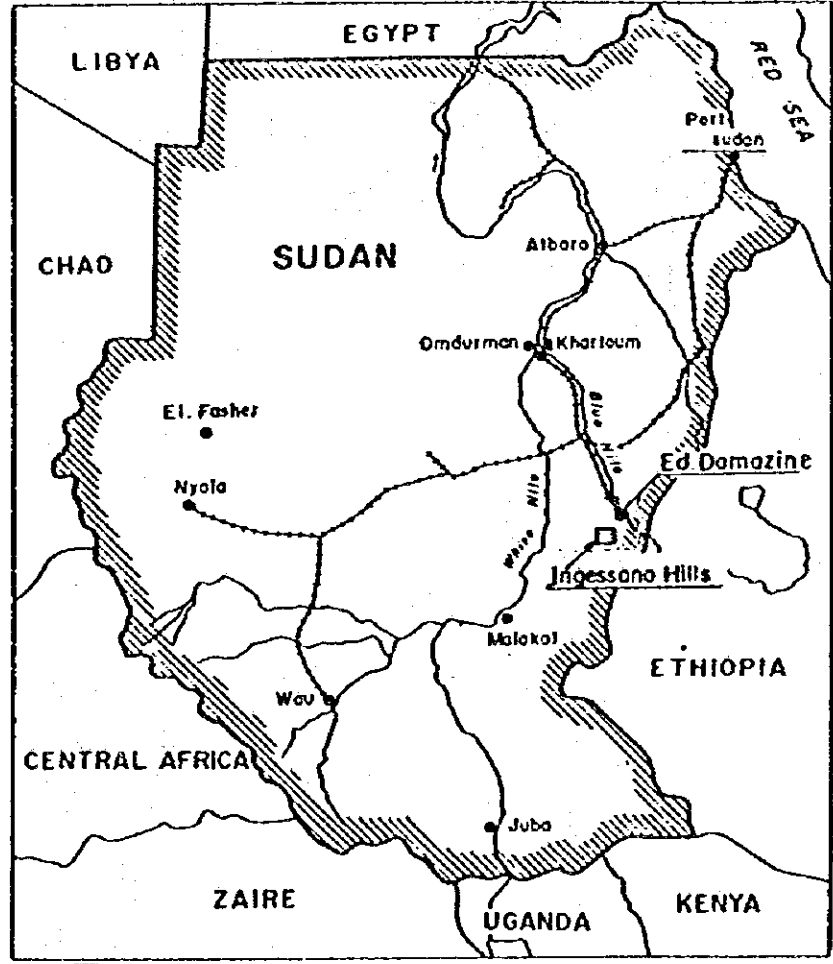 EGYPT
LIBYA
RED SEA
Port
sudan
CHAD
SUDAN
Atbara
Omdurman
Khartoum
El. Fasher
Blue Nile
Ed. Damazine
Nyala
White Nile
Ingessana Hills
Malakal
ETHIOPIA
Wau
CENTRAL AFRICA
Juba
ZAIRE
UGANDA
KENYA